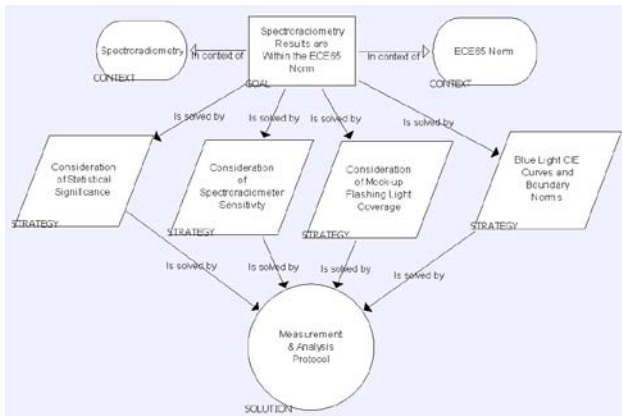 Spectroradiometry
CONTEXT
In context of
Spectroradiometry
Results are
Within the ECE65
Norm
GOAL
In context of
ECE65 Norm
CONTEXT
Is solved by
Is solved by
Is solved by
Is solved by
Consideration
of Statistical
Significance
STRATEGY
Consideration
of
Spectroradiometer
Sensitivity
STRATEGY
Consideration
of Mock-up
Flashing Light
Coverage
STRATEGY
Blue Light CIE
Curves and
Boundary
Norms
STRATEGY
Is solved by
Is solved by
Is solved by
Is solved by
Measurement
& Analysis
Protocol
SOLUTION